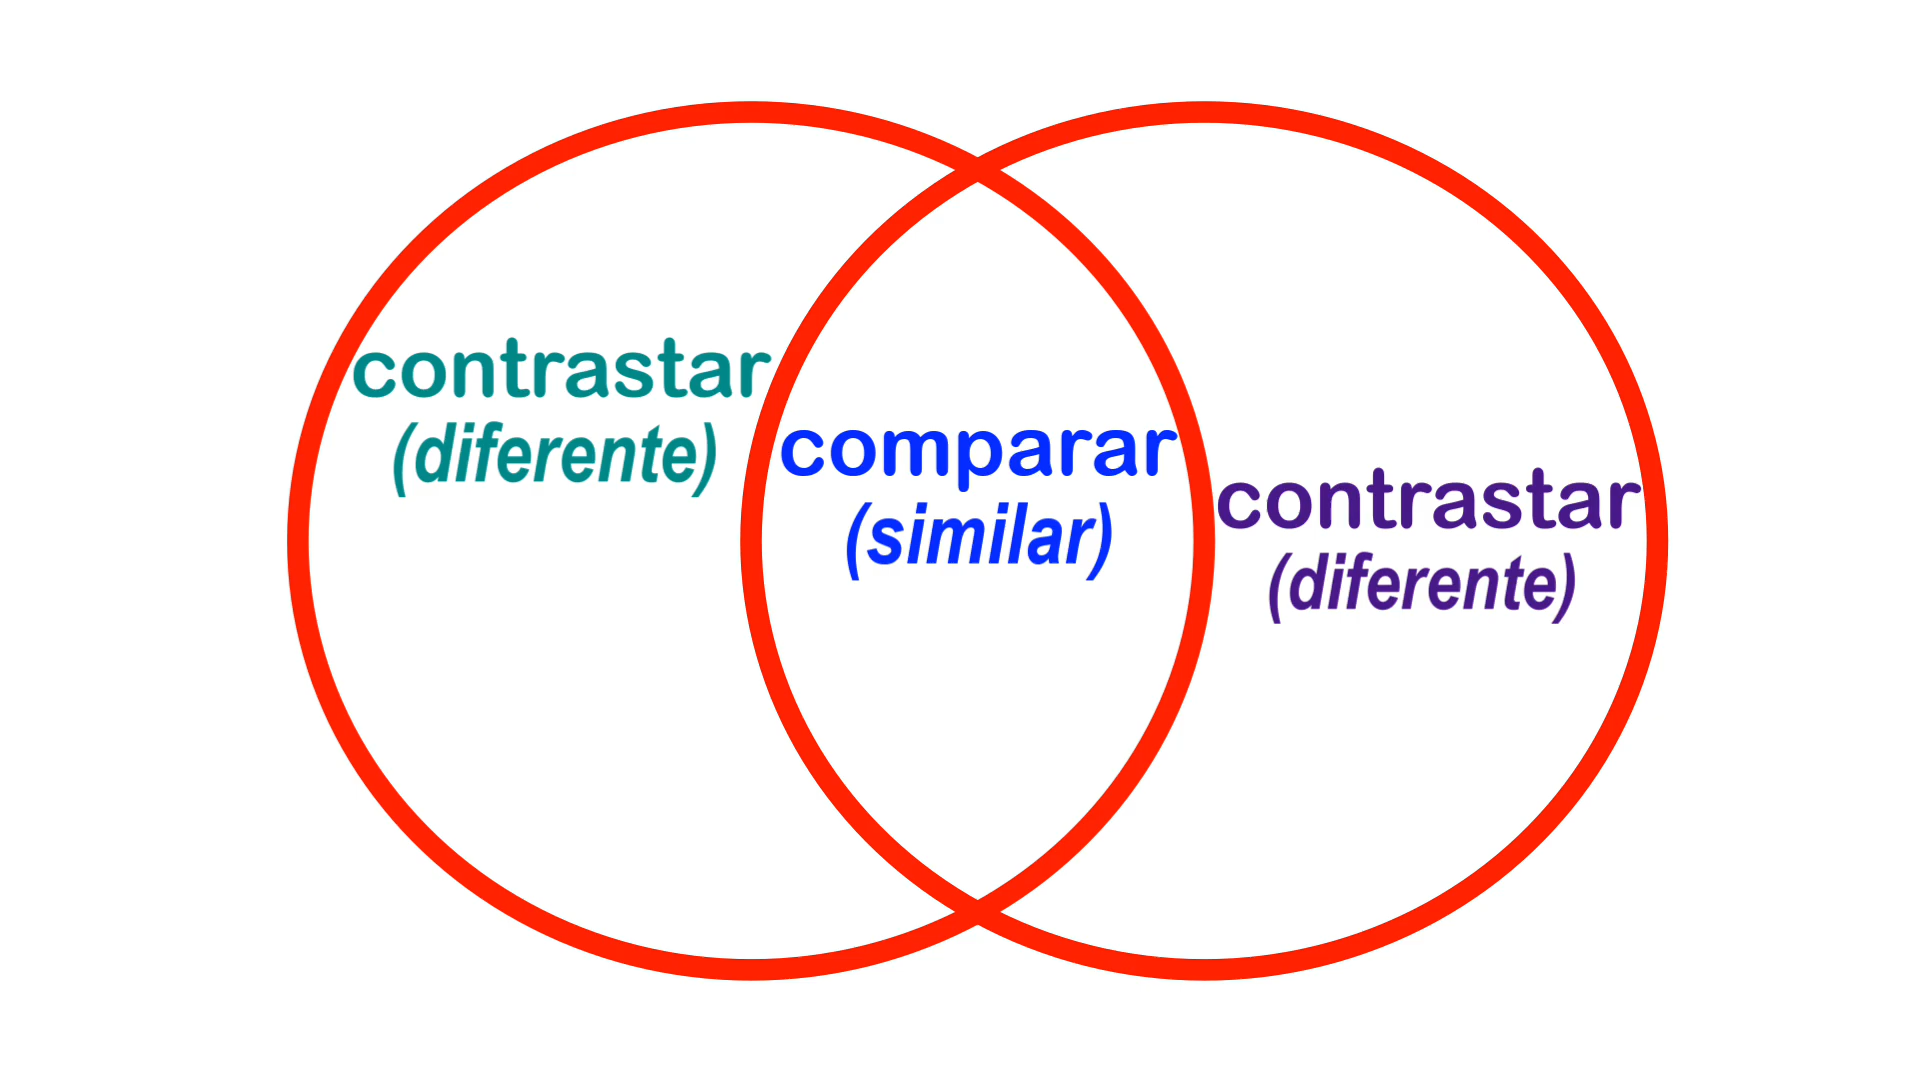 contrastar
(diferente)
comparar
(similar)
contrastar
(diferente)